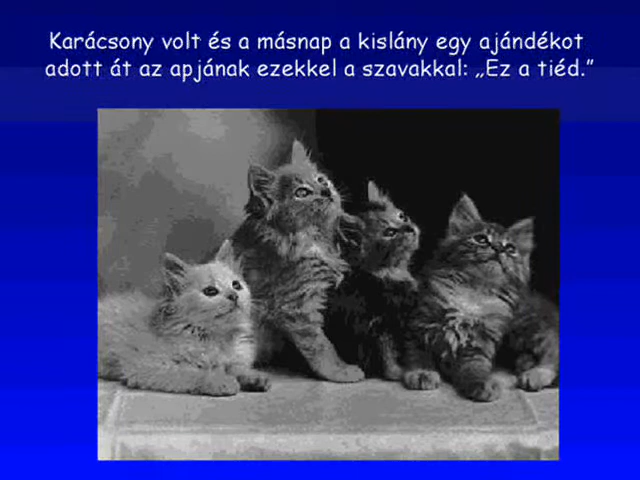 Karácsony volt és a másnap a kislány egy ajándékot
adott át az apjának ezekkel a szavakkal: „Ez a tiéd.”